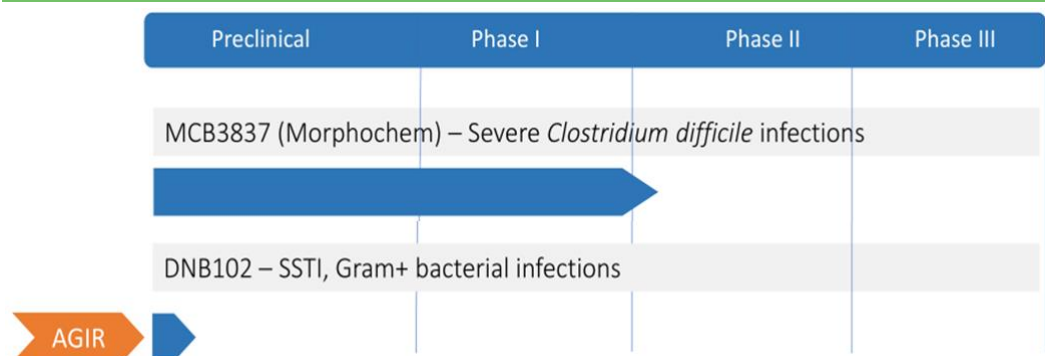 Preclinical Phase I Phase II Phase III
MCB3837 (Morphochem) – Severe Clostridium difficile infections
DNB102 – SSTI, Gram+ bacterial infections
AGIR